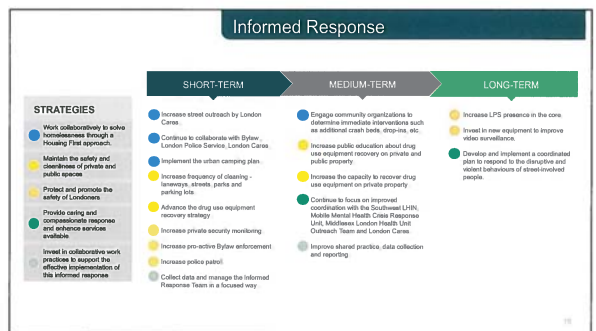 Informed Response
SHORT-TERM
MEDIUM-TERM
LONG-TERM
STRATEGIES
Work collaboratively to solve
homelessness through a
Housing First approach.
Maintain the safety and
cleanliness of private and
public spaces
Protect and promote the
safety of Londoners
Provide caring and
compassionate response
and enhance services
available
Invest in collaborative work
practices to support the
effective implementation of
this informed response
Increase street outreach by London
Cares
Continue to collaborate with Bylaw,
London Police Service, London Cares
Implement the urban camping plan.
Increase frequency of cleaning -
laneways, streets, parks and
parking lots.
Advance the drug use equipment
recovery strategy
Increase private security monitoring
Increase pro-active Bylaw enforcement
Increase police patrol
Collect data and manage the Informed
Response Team in a focused way
Engage community organizations to
determine immediate interventions such
as additional crash beds, drop-ins, etc.
Increase public education about drug
use equipment recovery on private and
public property.
Increase the capacity to recover drug
use equipment on private property.
Continue to focus on improved
coordination with the Southwest LHIN,
Mobile Mental Health Crisis Response
Unit, Middlesex London Health Unit
Outreach Team and London Cares
Improve shared practice, data collection
and reporting
Increase LPS presence in the core.
Invest in new equipment to improve
video surveillance.
Develop and implement a coordinated
plan to respond to the disruptive and
violent behaviours of street-involved
people.